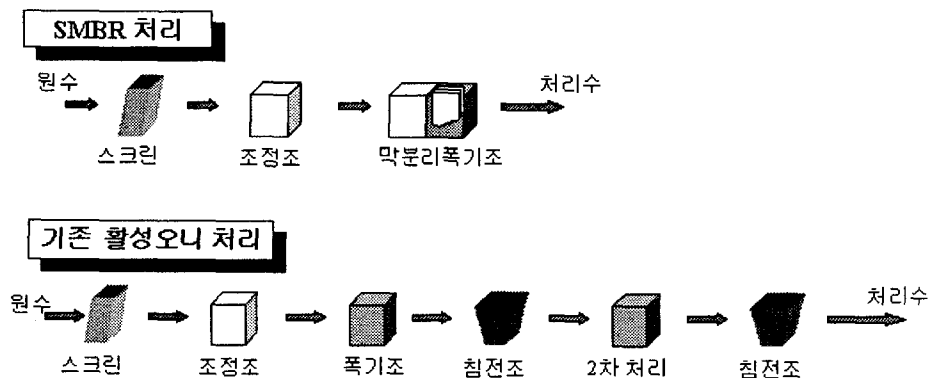 SMBR 처리
원수
처리수
스크린
조정조
막분리폭기조
기존 활성오니 처리
원수
처리수
스크린
조정조
폭기조
침전조
2차 처리
침전조